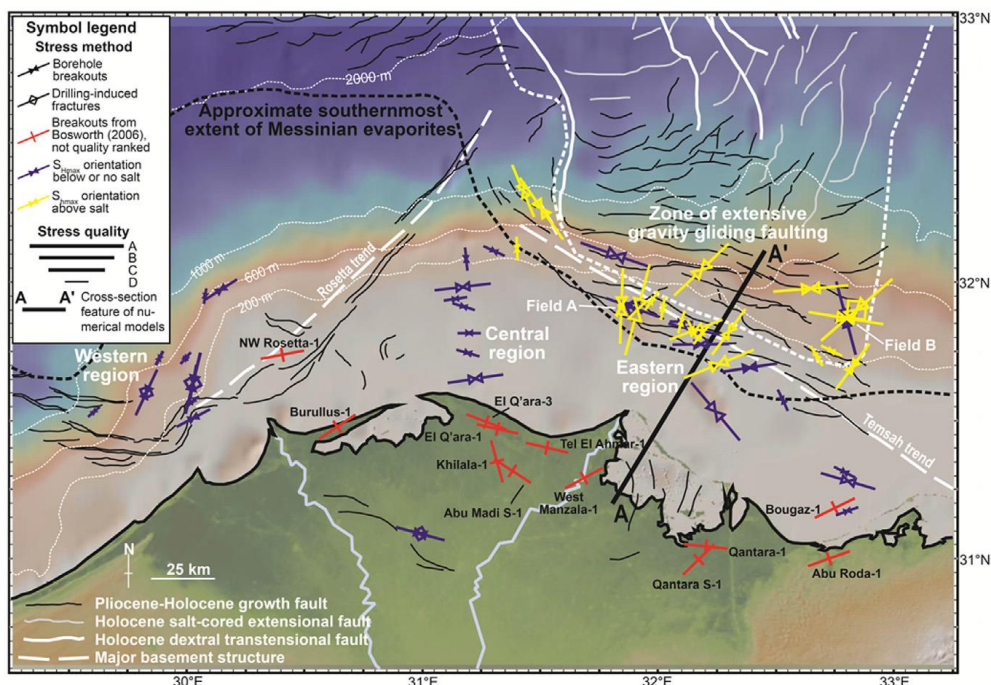 Symbol legend
Stress method
Borehole
breakouts
Drilling-induced
fractures
Breakouts from
Bosworth (2006),
not quality ranked
SHmax orientation
below or no salt
Shmax orientation
above salt
Stress quality
A
B
C
D
A A' Cross-section
feature of nu-
merical models
33°N
32°N
31°N
2000 m
Approximate southernmost
extent of Messinian evaporites
1000 m
600 m
200 m
Rosetta trend
Zone of extensive
gravity gliding faulting
A'
Field A
Field B
Western
region
NW Rosetta-1
Central
region
Eastern
region
Temsah trend
Burullus-1
El Q'ara-3
El Q'ara-1
Tel El Ahmar-1
Khilala-1
Abu Madi S-1
West
Manzala-1
A
Bougaz-1
Qantara-1
Qantara S-1
Abu Roda-1
N
25 km
Pliocene-Holocene growth fault
Holocene salt-cored extensional fault
Holocene dextral transtensional fault
Major basement structure
30°E
31°E
32°E
33°E